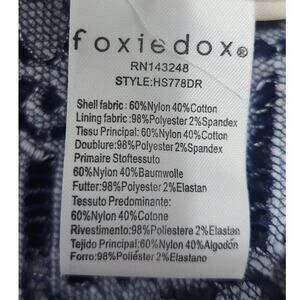 foxiedox®
RN143248
STYLE:HS778DR
Shell fabric: 60%Nylon 40%Cotton
Lining fabric:98%Polyester 2%Spandex
Tissu Principal:60%Nylon 40%Cotton
Doublure:98%Polyester 2%Spandex
Primaire Stoftessuto
60%Nylon 40%Baumwolle
Futter:98%Polyester 2%Elastan
Tessuto Predominante:
60%Nylon 40%Cotone
Rivestimento:98%Poliestere 2%Elastan
Tejido Principal:60%Nylon 40%Algodón
Forro:98%Poliéster 2%Elastano